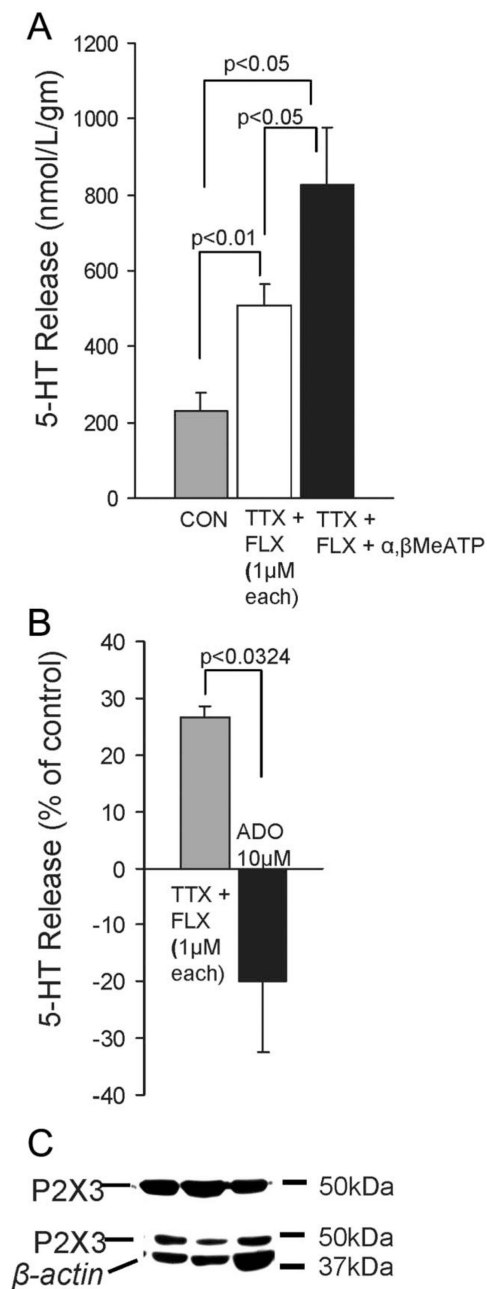 A
5-HT Release (nmol/L/gm)
1200
1000
800
600
400
200
0
p<0.05
p<0.05
p<0.01
CON
TTX +
FLX
(1μM
each)
TTX +
FLX + α,βMeATP
B
5-HT Release (% of control)
40
30
20
10
0
-10
-20
-30
-40
p<0.0324
ADO
10μM
TTX +
FLX
(1μM
each)
C
P2X3
50kDa
P2X3
50kDa
β-actin
37kDa